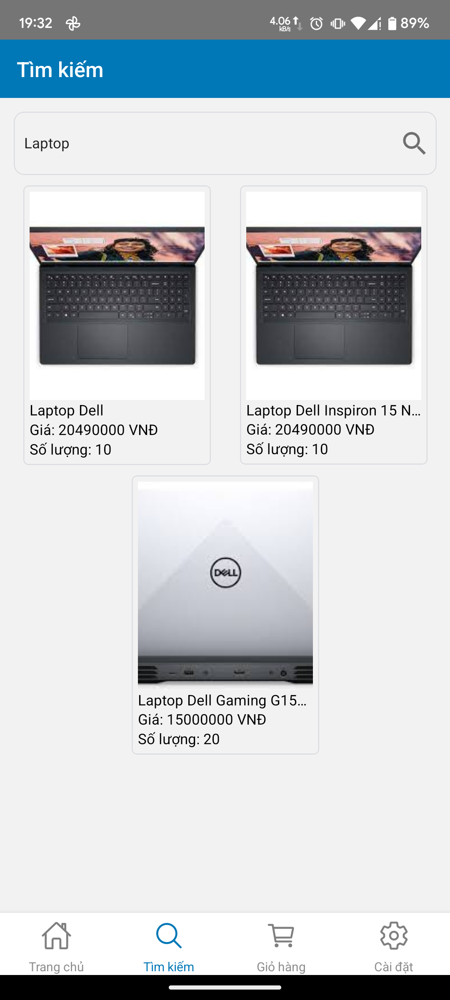 19:32
4.06 kB/s
89%
Tìm kiếm
Laptop
Laptop Dell
Giá: 20490000 VNĐ
Số lượng: 10
Laptop Dell Inspiron 15 N...
Giá: 20490000 VNĐ
Số lượng: 10
DELL
Laptop Dell Gaming G15...
Giá: 15000000 VNĐ
Số lượng: 20
Trang chủ
Tìm kiếm
Giỏ hàng
Cài đặt